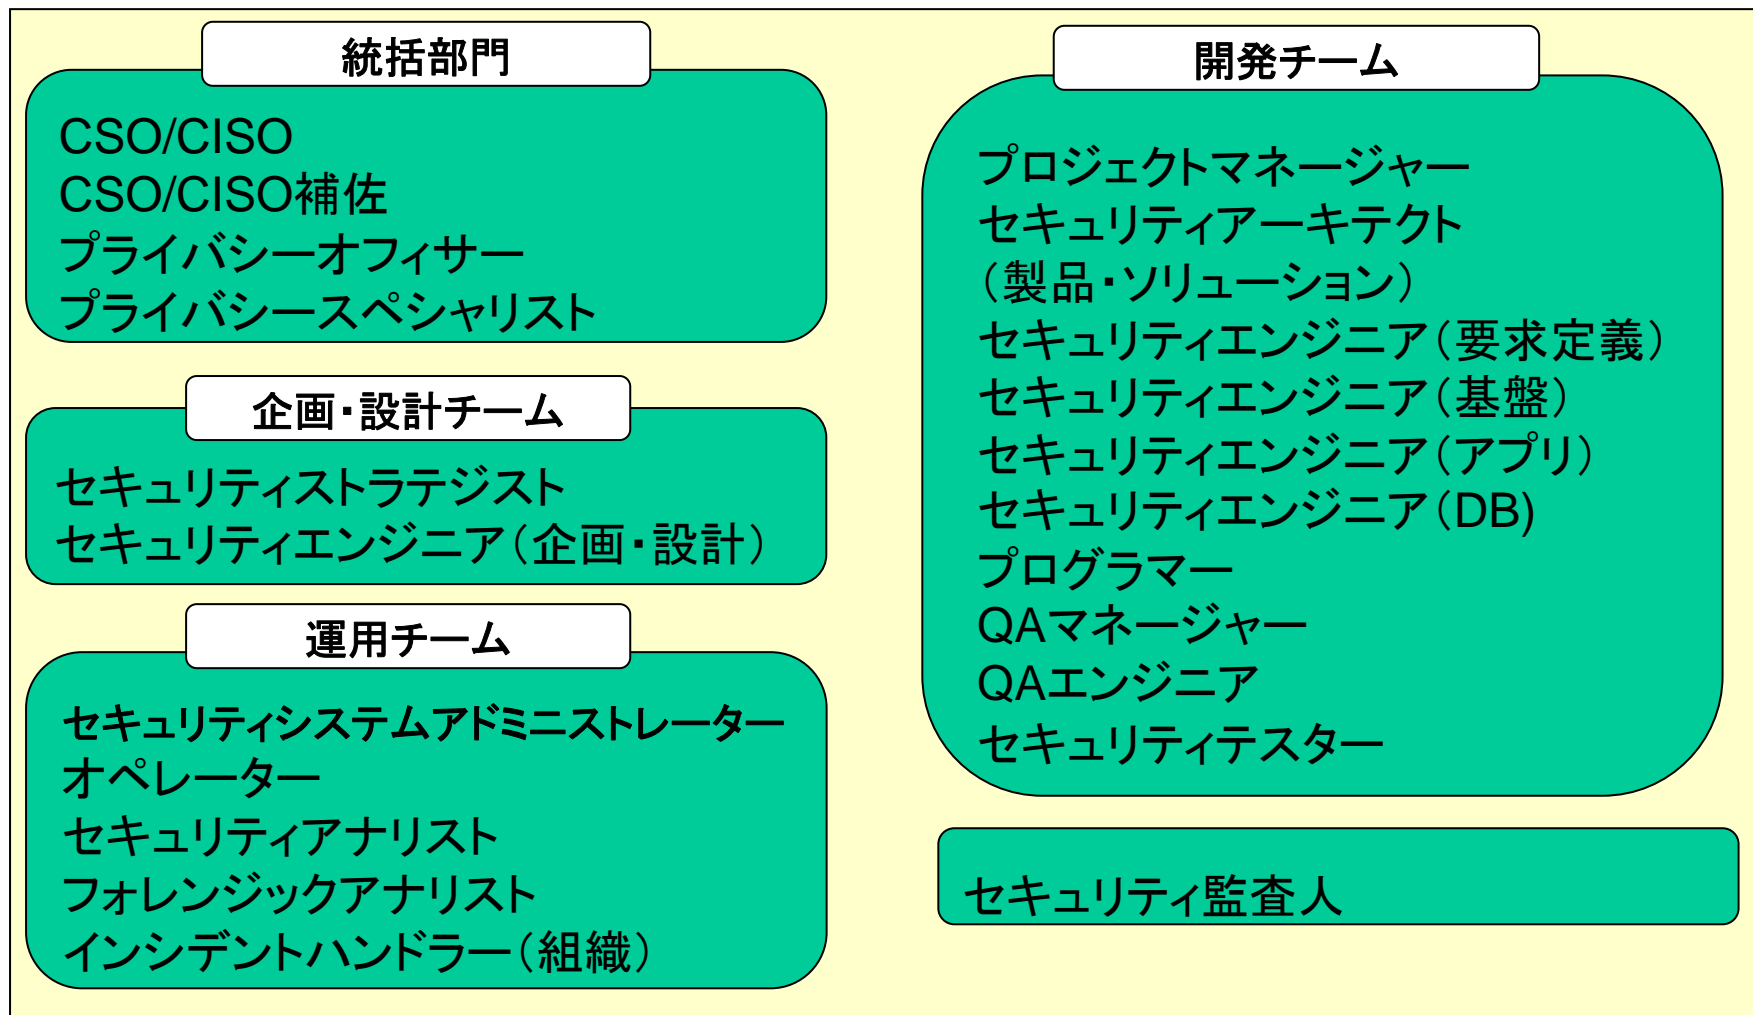 統括部門
CSO/CISO
CSO/CISO補佐
プライバシーオフィサー
プライバシースペシャリスト
企画・設計チーム
セキュリティストラテジスト
セキュリティエンジニア（企画・設計）
運用チーム
セキュリティシステムアドミニストレーター
オペレーター
セキュリティアナリスト
フォレンジックアナリスト
インシデントハンドラー（組織）
開発チーム
プロジェクトマネージャー
セキュリティアーキテクト
（製品・ソリューション）
セキュリティエンジニア（要求定義）
セキュリティエンジニア（基盤）
セキュリティエンジニア（アプリ）
セキュリティエンジニア（DB)
プログラマー
QAマネージャー
QAエンジニア
セキュリティテスター
セキュリティ監査人